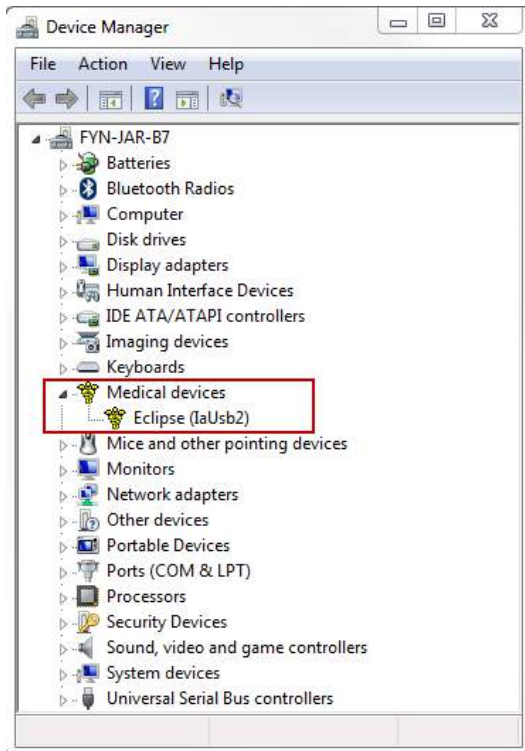 Device Manager
File Action View Help
FYN-JAR-B7
Batteries
Bluetooth Radios
Computer
Disk drives
Display adapters
Human Interface Devices
IDE ATA/ATAPI controllers
Imaging devices
Keyboards
Medical devices
Eclipse (IaUsb2)
Mice and other pointing devices
Monitors
Network adapters
Other devices
Portable Devices
Ports (COM & LPT)
Processors
Security Devices
Sound, video and game controllers
System devices
Universal Serial Bus controllers